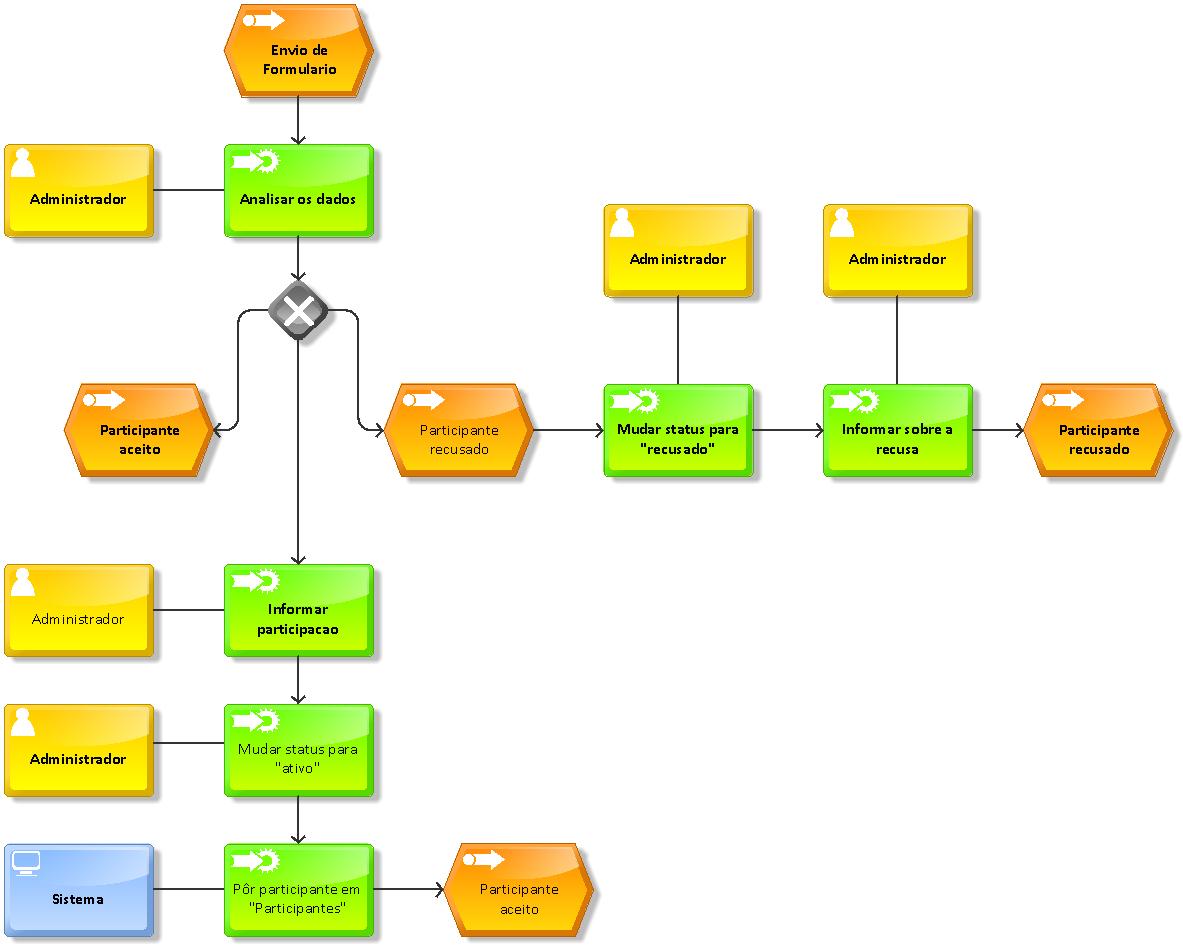 Envio de
Formulario
Administrador
Analisar os dados
Administrador
Administrador
Participante
aceito
Participante
recusado
Mudar status para
"recusado"
Informar sobre a
recusa
Participante
recusado
Administrador
Informar
participacao
Administrador
Mudar status para
"ativo"
Sistema
Pôr participante em
"Participantes"
Participante
aceito